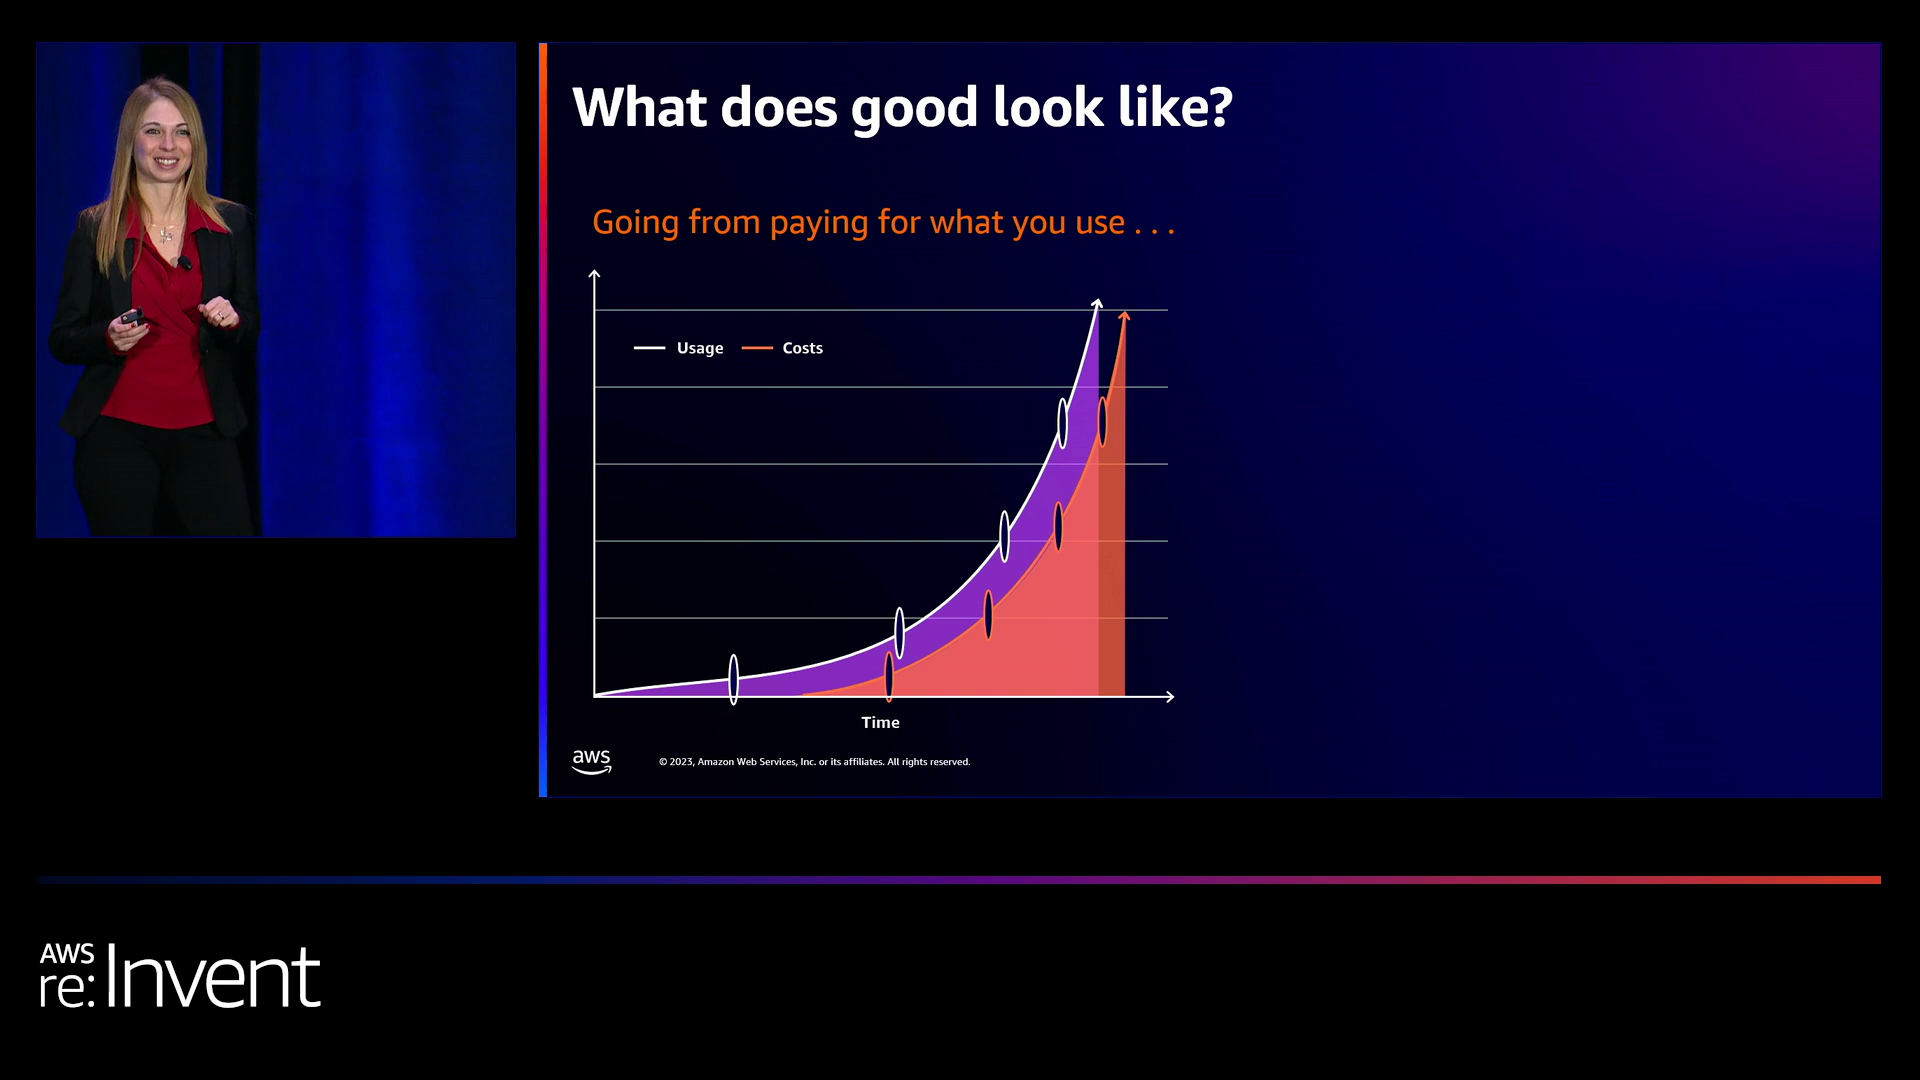 What does good look like?
Going from paying for what you use . . .
Usage
Costs
Time
aws
© 2023, Amazon Web Services, Inc. or its affiliates. All rights reserved.
AWS
re:Invent